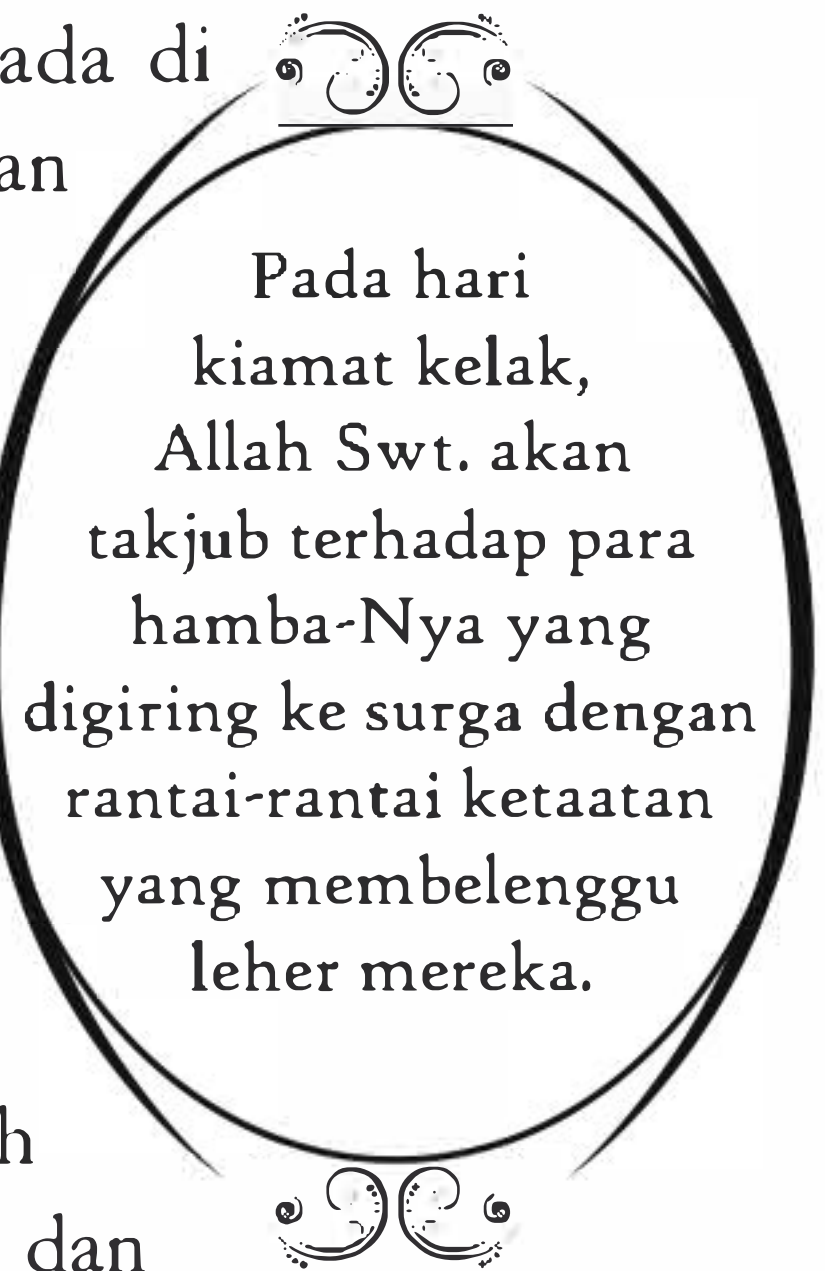 ada di
an
Pada hari
kiamat kelak,
Allah Swt. akan
takjub terhadap para
hamba-Nya yang
digiring ke surga dengan
rantai-rantai ketaatan
yang membelenggu
leher mereka.
h
dan